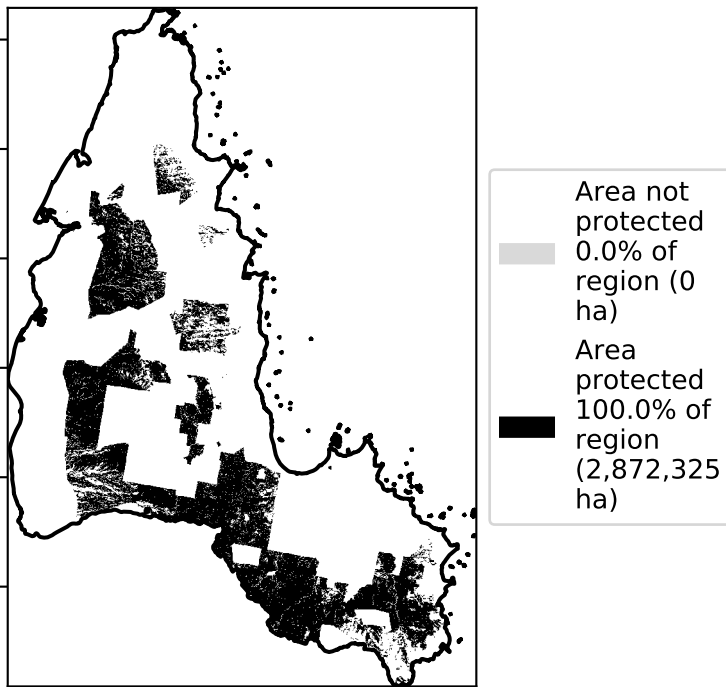 Area not
protected
0.0% of
region (0
ha)
Area
protected
100.0% of
region
(2,872,325
ha)